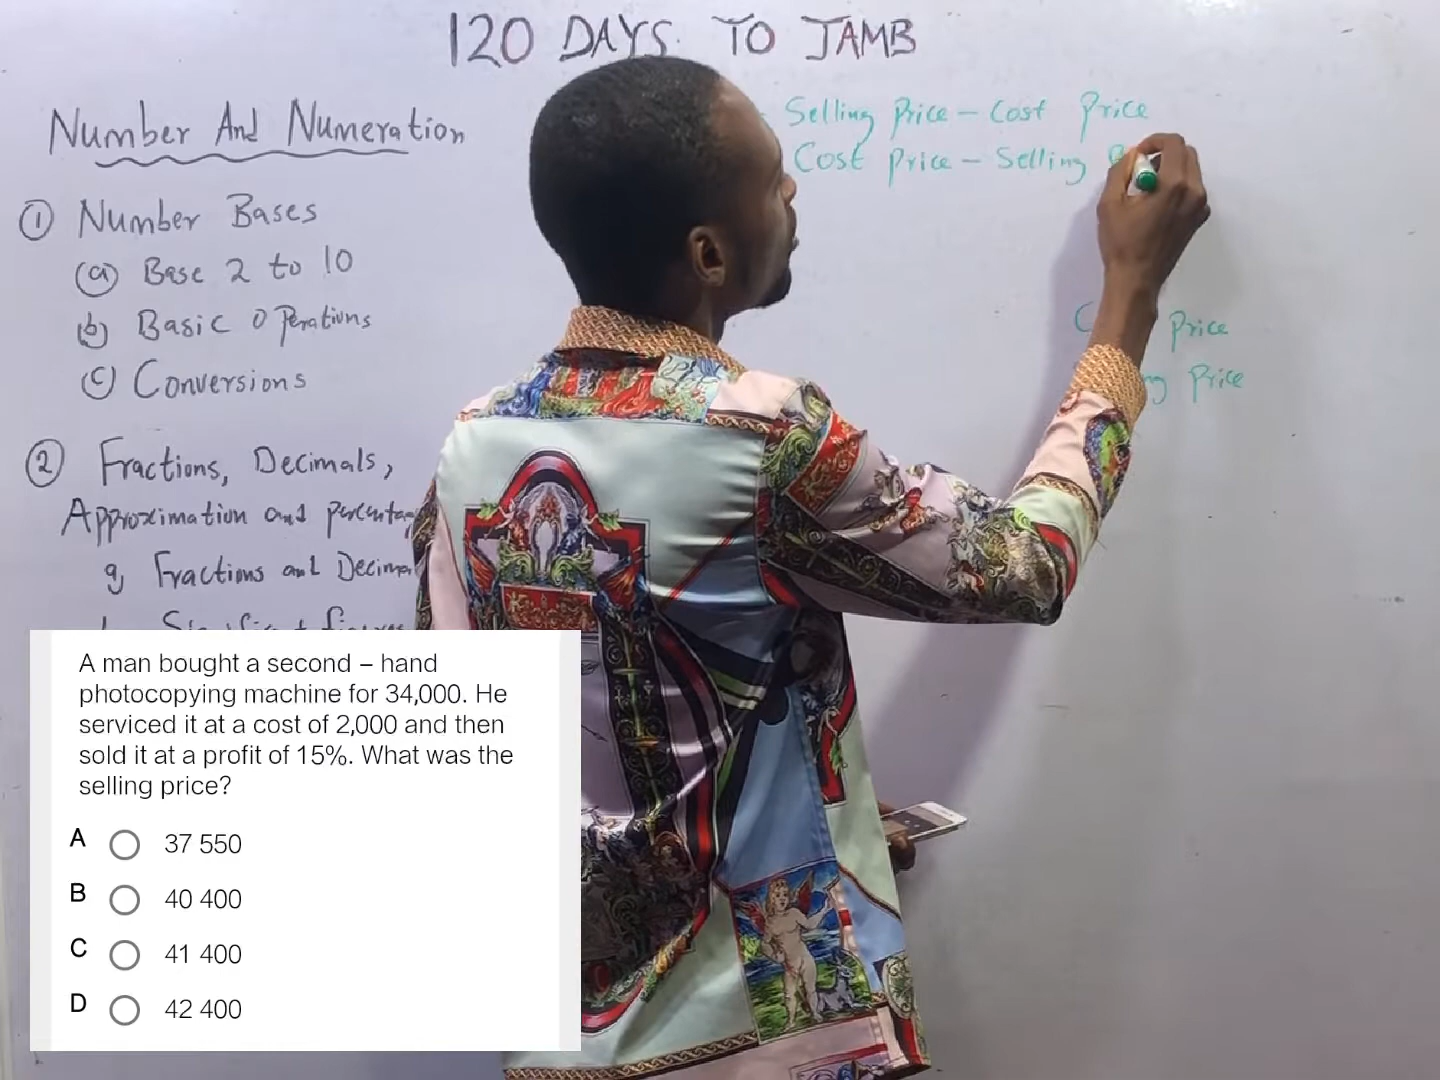 120 DAYS TO JAMB
Number And Numeration
① Number Bases
(a) Base 2 to 10
(b) Basic Operations
(c) Conversions
② Fractions, Decimals,
Approximation and
a) Fractions and
Selling Price - Cost Price
Cost Price - Selling
Price
Price
A man bought a second – hand
photocopying machine for 34,000. He
serviced it at a cost of 2,000 and then
sold it at a profit of 15%. What was the
selling price?
A 37 550
B 40 400
C 41 400
D 42 400